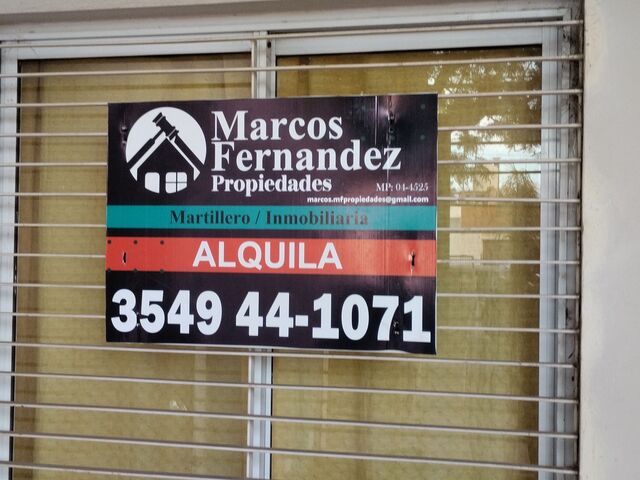 Marcos
Fernandez
Propiedades
MP: 04-4525
marcos.mfpropiedades@gmail.com
Martillero / Inmobiliaria
ALQUILA
3549 44-1071